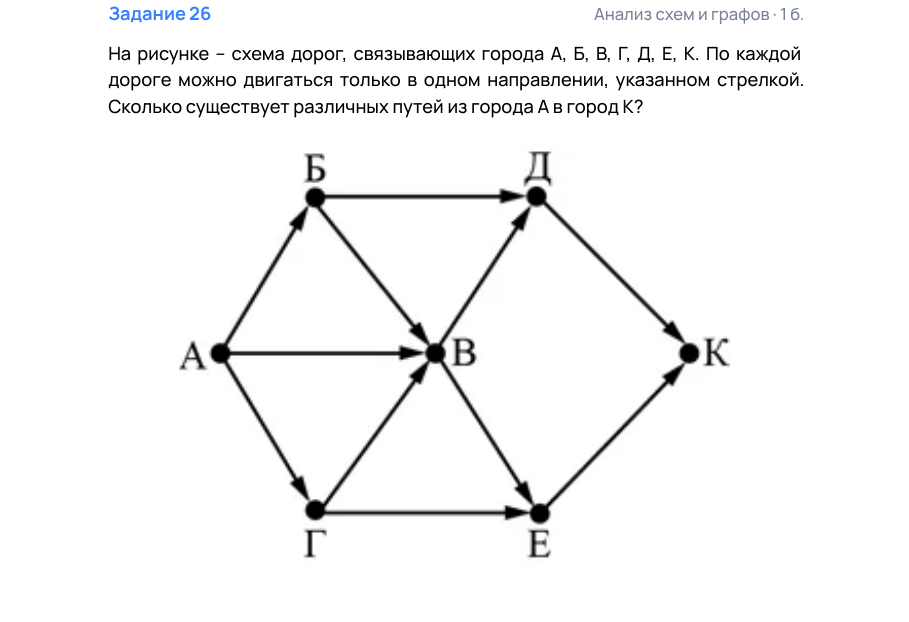 Задание 26
Анализ схем и графов · 1 б.
На рисунке – схема дорог, связывающих города А, Б, В, Г, Д, Е, К. По каждой
дороге можно двигаться только в одном направлении, указанном стрелкой.
Сколько существует различных путей из города А в город К?
Б
Д
А
В
К
Г
Е